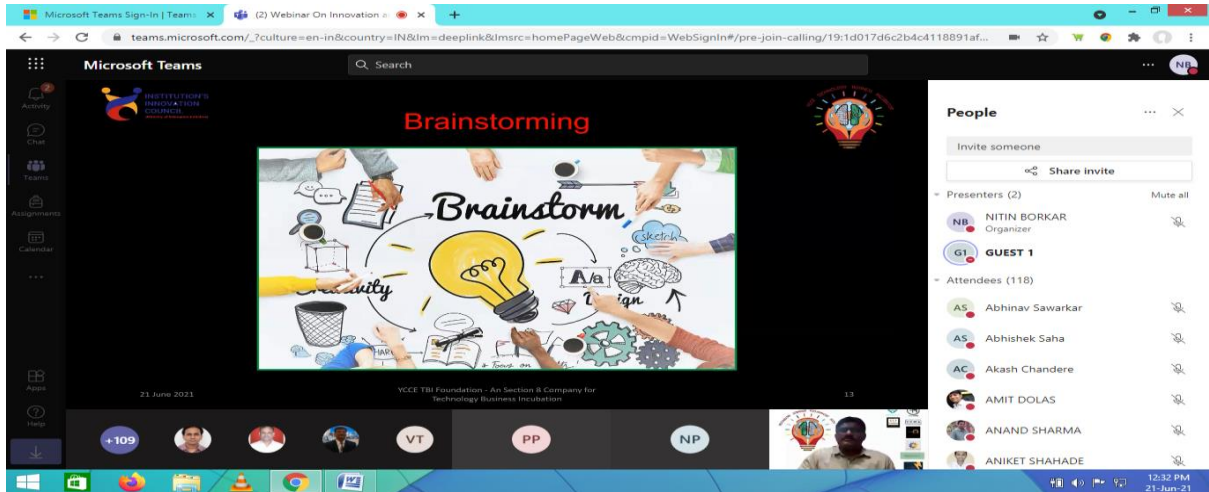 Microsoft Teams Sign-In | Teams
(2) Webinar On Innovation a
teams.microsoft.com/_?culture=en-in&country=IN&lm=deeplink&lmsrc=homePageWeb&cmpid=WebSignIn#/pre-join-calling/19:1d017d6c2b4c4118891af...
Microsoft Teams
Search
NB
2
Activity
Chat
Teams
Assignments
Calendar
Apps
Help
INSTITUTION'S
INNOVATION
COUNCIL
Brainstorming
Brainstorm
sketch
Aa
21 June 2021
YCCE TBI Foundation - An Section 8 Company for
Technology Business Incubation
13
+109
VT
PP
NP
People
Invite someone
Share invite
Presenters (2)
Mute all
NB
NITIN BORKAR
Organizer
G1
GUEST 1
Attendees (118)
AS
Abhinav Sawarkar
AS
Abhishek Saha
AC
Akash Chandere
AMIT DOLAS
ANAND SHARMA
ANIKET SHAHADE
12:32 PM
21-Jun-21